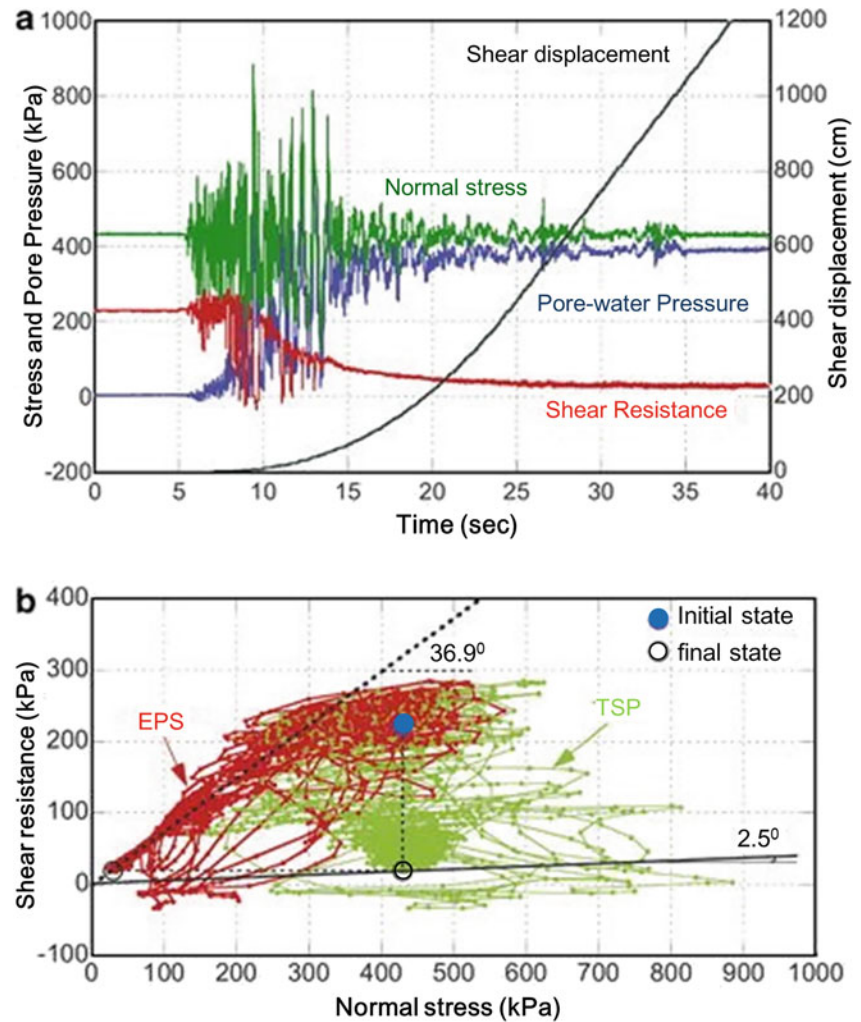 a
1000
800
600
400
200
0
-200
Stress and Pore Pressure (kPa)
Shear displacement
Normal stress
Pore-water Pressure
Shear Resistance
1200
1000
800
600
400
200
0
Shear displacement (cm)
0 5 10 15 20 25 30 35 40
Time (sec)
b
400
300
200
100
0
-100
Shear resistance (kPa)
Initial state
final state
36.9⁰
EPS
TSP
2.5⁰
0 100 200 300 400 500 600 700 800 900 1000
Normal stress (kPa)